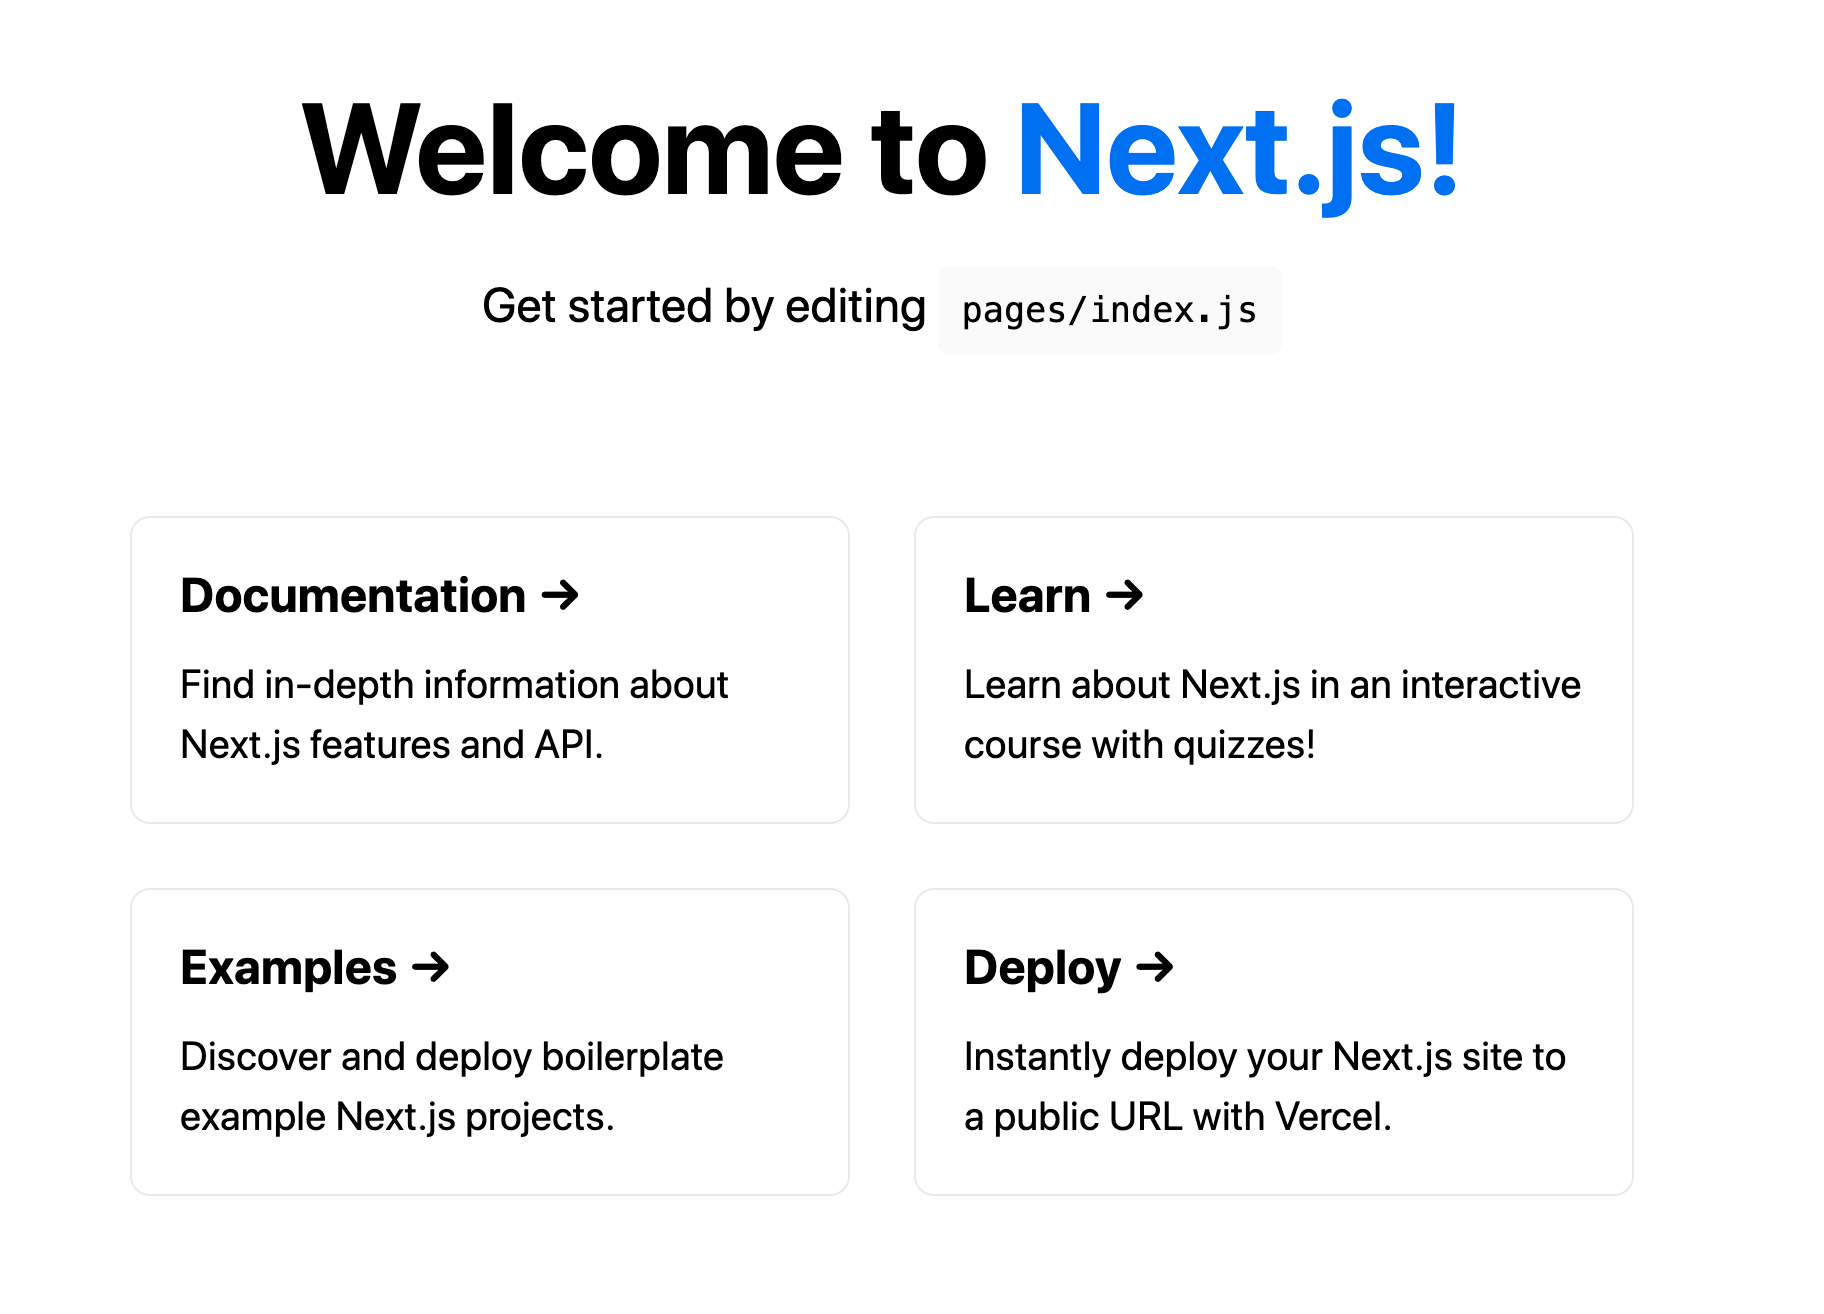 Welcome to Next.js!
Get started by editing pages/index.js
Documentation →
Find in-depth information about
Next.js features and API.
Learn →
Learn about Next.js in an interactive
course with quizzes!
Examples →
Discover and deploy boilerplate
example Next.js projects.
Deploy →
Instantly deploy your Next.js site to
a public URL with Vercel.